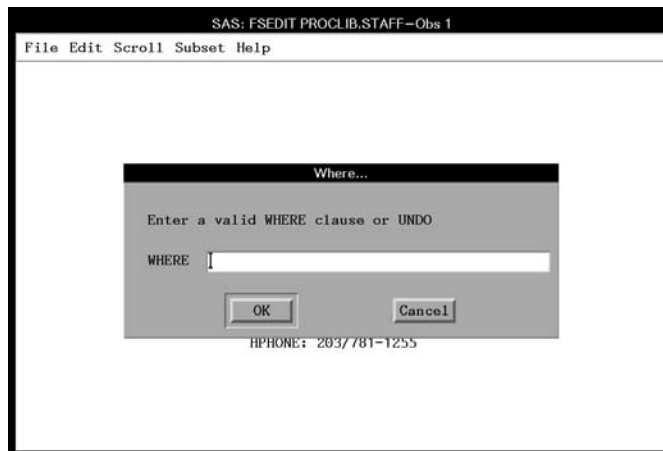 SAS: FSEDIT PROCLIB.STAFF—Obs 1
File Edit Scroll Subset Help
Where...
Enter a valid WHERE clause or UNDO
WHERE
OK Cancel
HPHONE: 203/781-1255